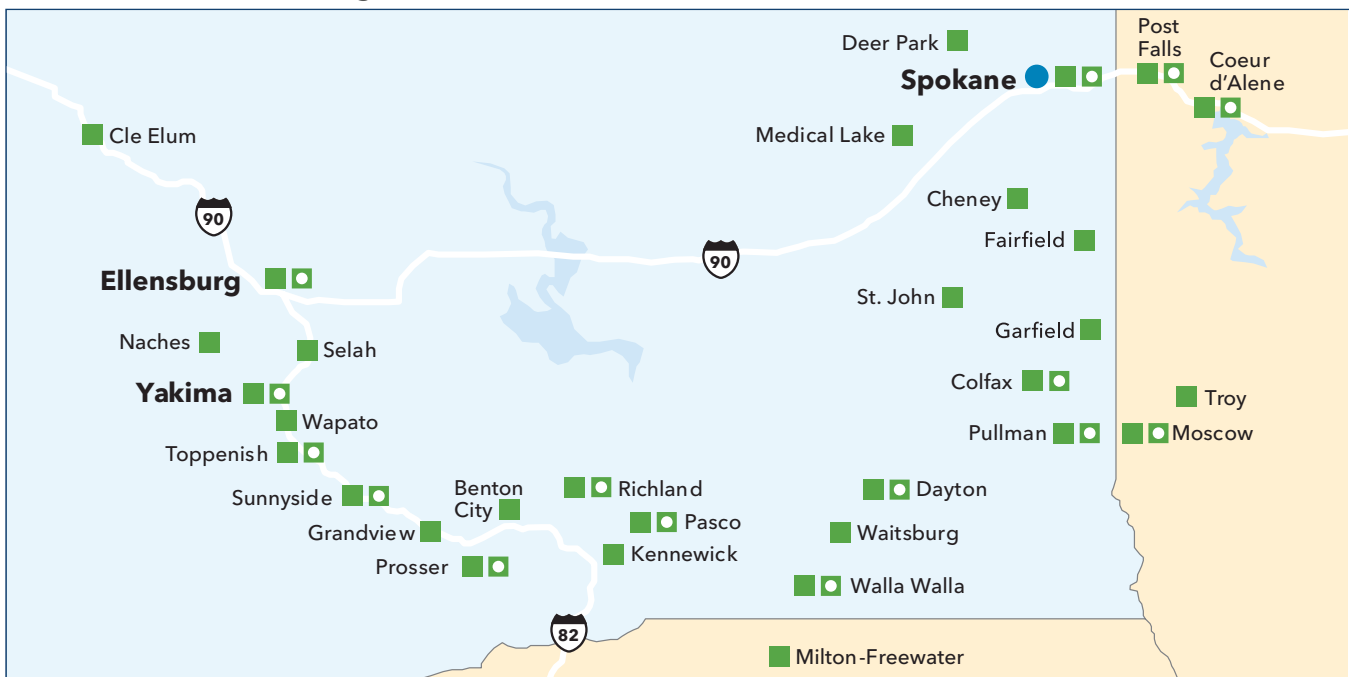 Deer Park
Spokane
Post
Falls
Coeur
d’Alene
Cle Elum
Medical Lake
90
Cheney
Fairfield
90
Ellensburg
St. John
Naches
Selah
Garfield
Yakima
Colfax
Troy
Wapato
Pullman
Moscow
Toppenish
Sunnyside
Benton
City
Richland
Dayton
Grandview
Pasco
Waitsburg
Prosser
Kennewick
Walla Walla
82
Milton-Freewater